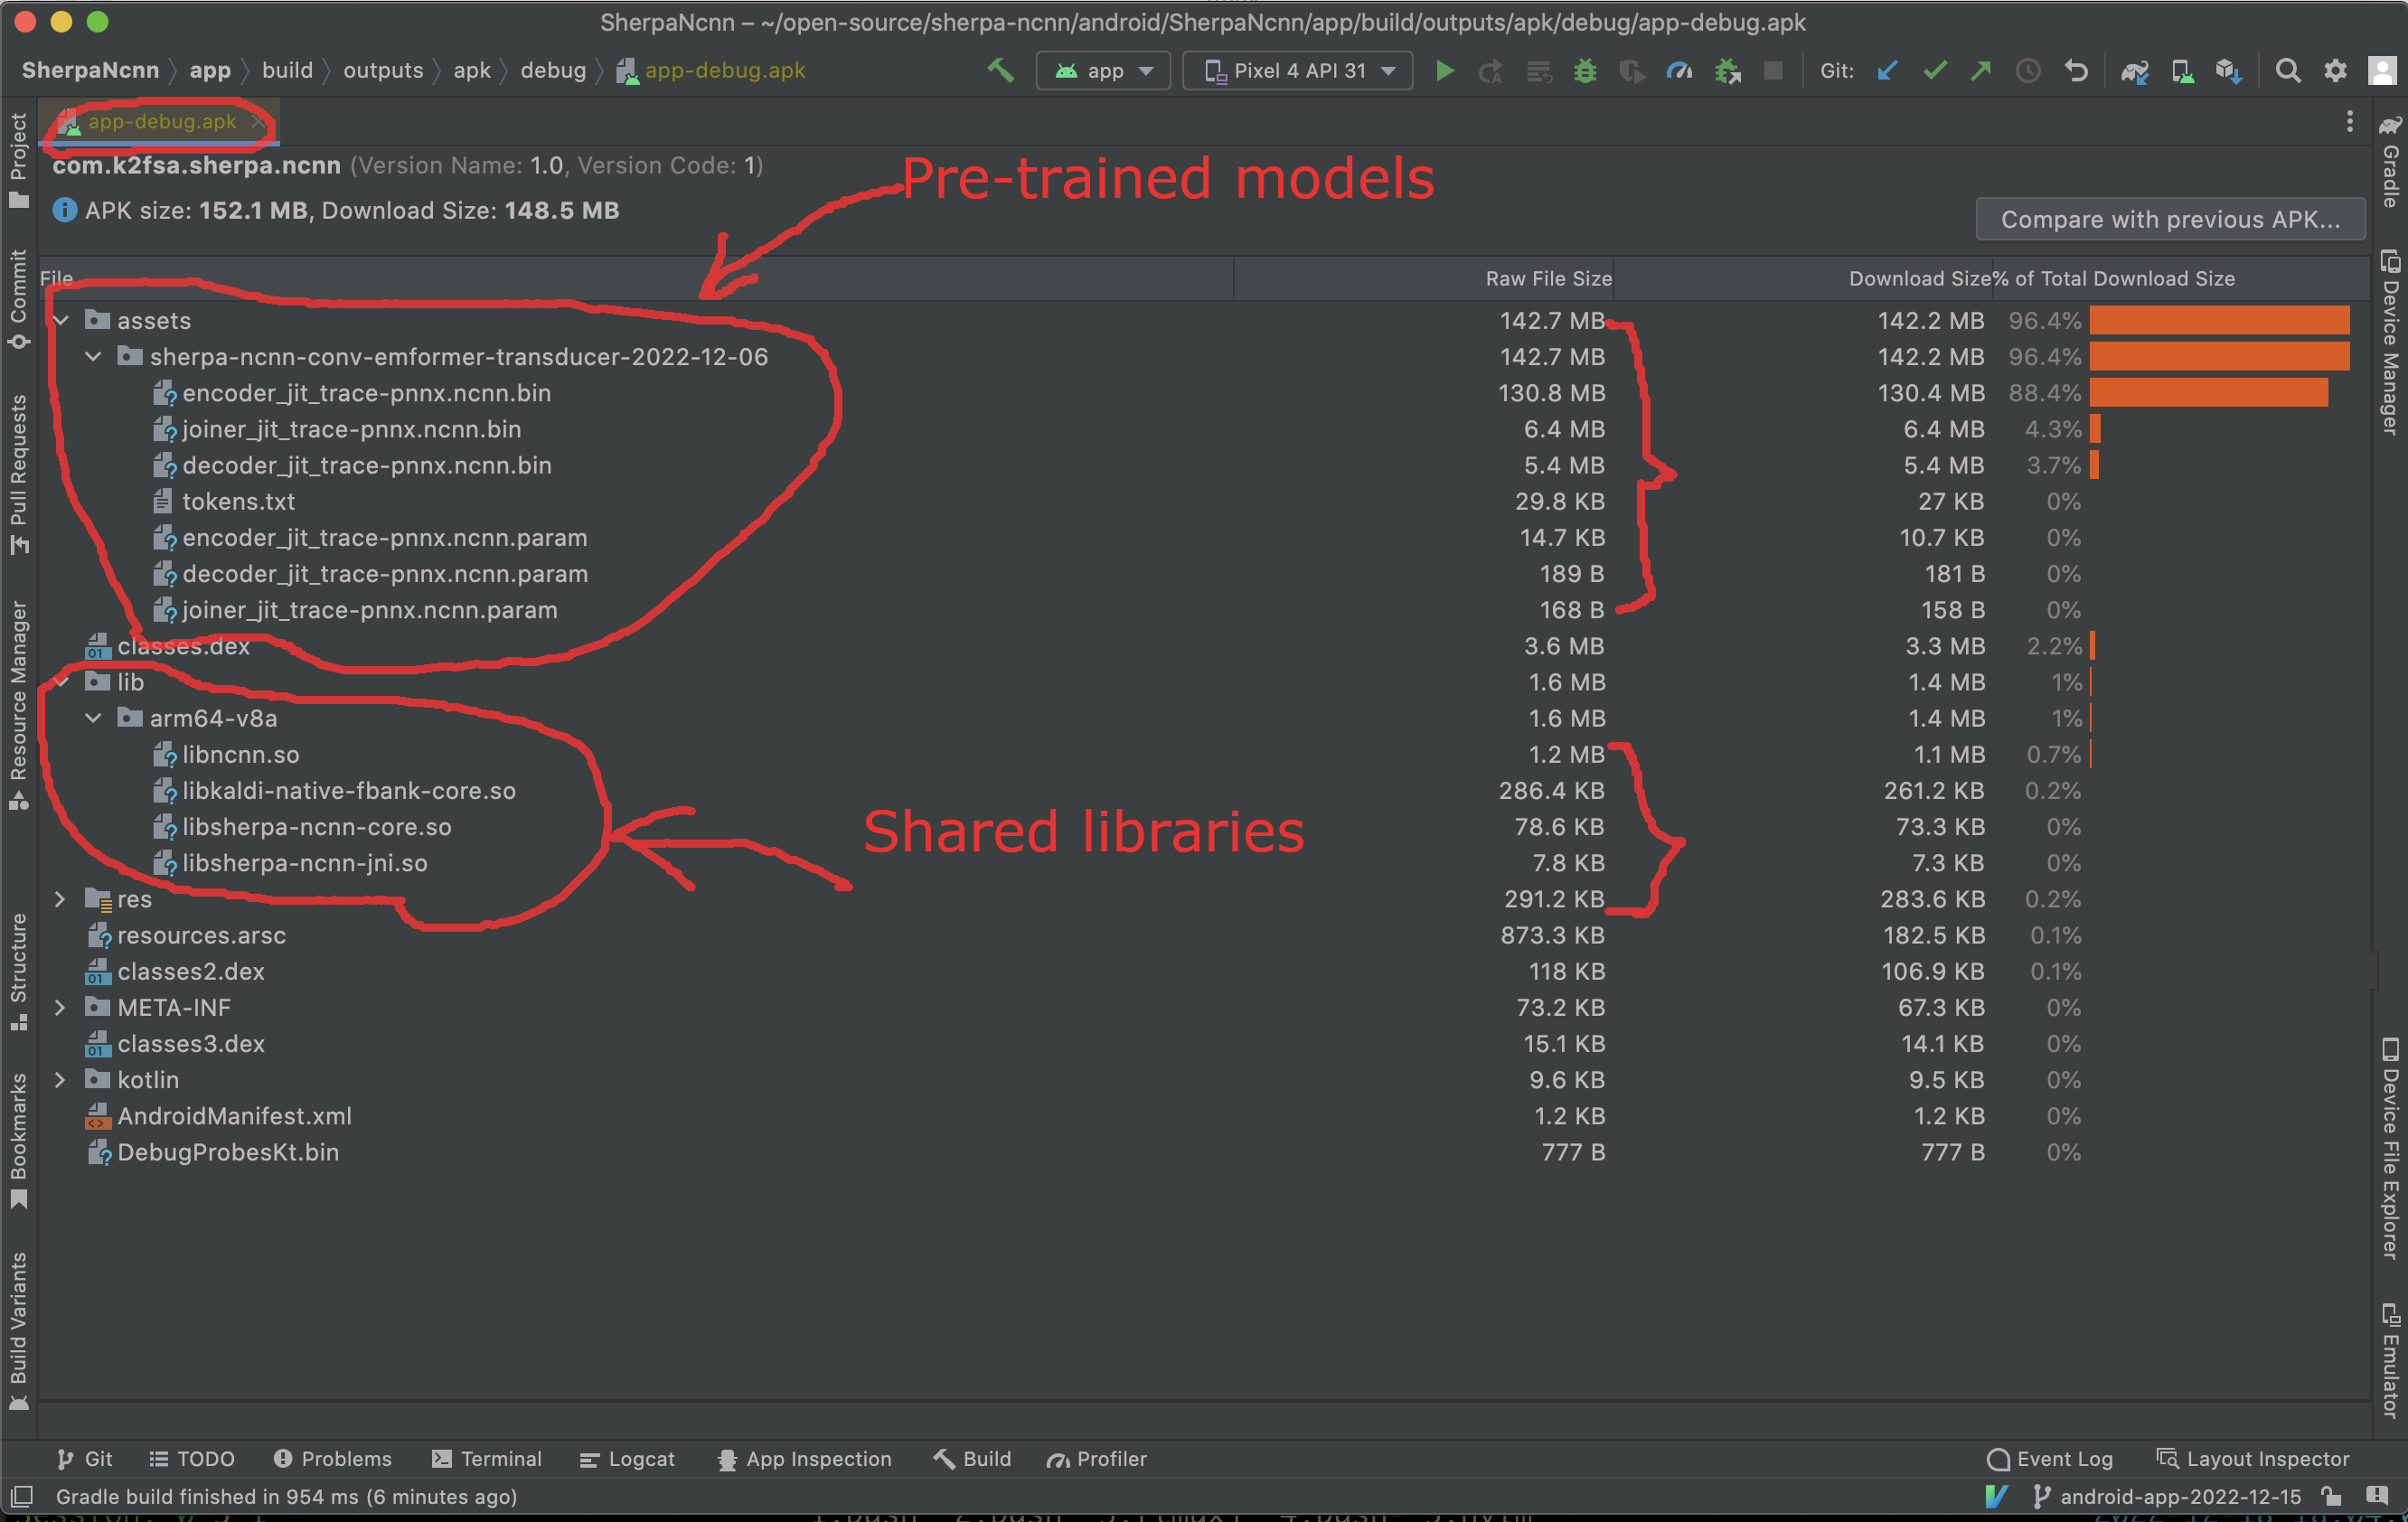 SherpaNcnn – ~/open-source/sherpa-ncnn/android/SherpaNcnn/app/build/outputs/apk/debug/app-debug.apk
SherpaNcnn app build outputs apk debug app-debug.apk app Pixel 4 API 31 Git:
app-debug.apk
com.k2fsa.sherpa.ncnn (Version Name: 1.0, Version Code: 1)
APK size: 152.1 MB, Download Size: 148.5 MB
Pre-trained models
Compare with previous APK...
File Raw File Size Download Size % of Total Download Size
assets 142.7 MB 142.2 MB 96.4%
sherpa-ncnn-conv-emformer-transducer-2022-12-06 142.7 MB 142.2 MB 96.4%
encoder_jit_trace-pnnx.ncnn.bin 130.8 MB 130.4 MB 88.4%
joiner_jit_trace-pnnx.ncnn.bin 6.4 MB 6.4 MB 4.3%
decoder_jit_trace-pnnx.ncnn.bin 5.4 MB 5.4 MB 3.7%
tokens.txt 29.8 KB 27 KB 0%
encoder_jit_trace-pnnx.ncnn.param 14.7 KB 10.7 KB 0%
decoder_jit_trace-pnnx.ncnn.param 189 B 181 B 0%
joiner_jit_trace-pnnx.ncnn.param 168 B 158 B 0%
classes.dex 3.6 MB 3.3 MB 2.2%
lib 1.6 MB 1.4 MB 1%
arm64-v8a 1.6 MB 1.4 MB 1%
libncnn.so 1.2 MB 1.1 MB 0.7%
libkaldi-native-fbank-core.so 286.4 KB 261.2 KB 0.2%
libsherpa-ncnn-core.so 78.6 KB 73.3 KB 0%
libsherpa-ncnn-jni.so 7.8 KB 7.3 KB 0%
Shared libraries
res 291.2 KB 283.6 KB 0.2%
resources.arsc 873.3 KB 182.5 KB 0.1%
classes2.dex 118 KB 106.9 KB 0.1%
META-INF 73.2 KB 67.3 KB 0%
classes3.dex 15.1 KB 14.1 KB 0%
kotlin 9.6 KB 9.5 KB 0%
AndroidManifest.xml 1.2 KB 1.2 KB 0%
DebugProbesKt.bin 777 B 777 B 0%
Project
Commit
Pull Requests
Resource Manager
Structure
Bookmarks
Build Variants
Gradle
Device Manager
Device File Explorer
Emulator
Git TODO Problems Terminal Logcat App Inspection Build Profiler Event Log Layout Inspector
Gradle build finished in 954 ms (6 minutes ago) android-app-2022-12-15